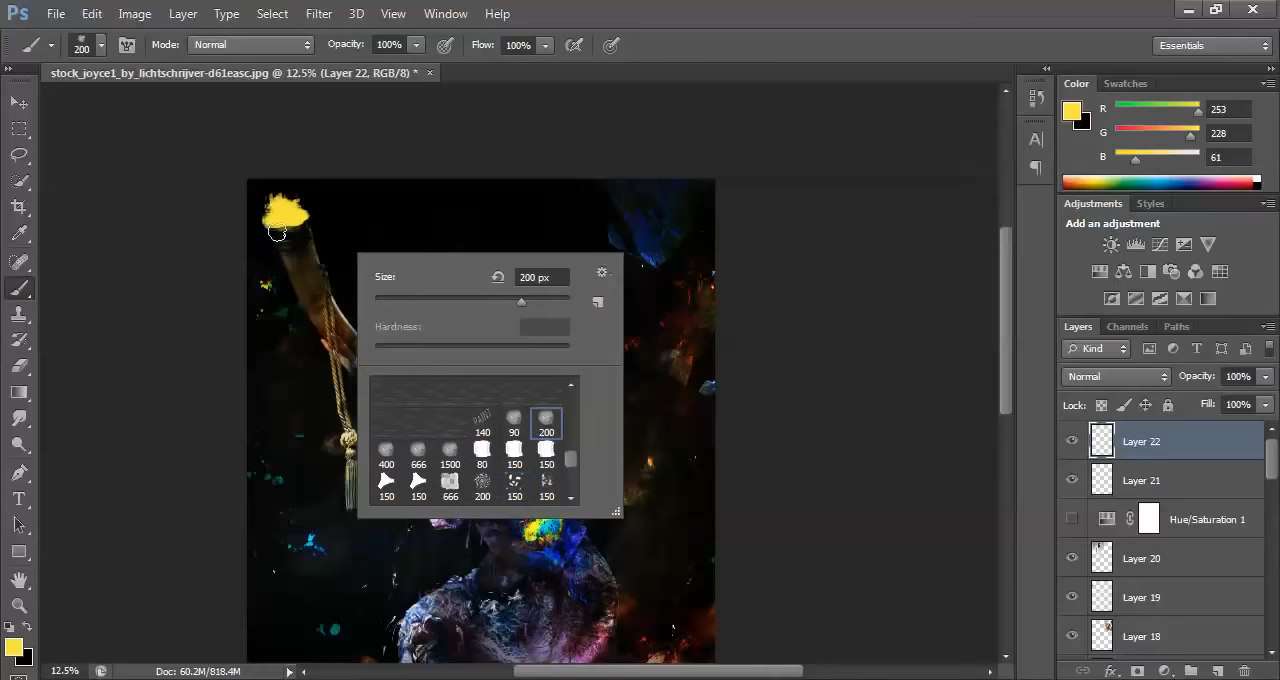 Ps File Edit Image Layer Type Select Filter 3D View Window Help
200 Mode: Normal Opacity: 100% Flow: 100% Essentials
stock_joyce1_by_lichtschrijver-d61easc.jpg @ 12.5% (Layer 22, RGB/8) * ×
Color Swatches
R 253
G 228
B 61
Adjustments Styles
Add an adjustment
Size: 200 px
Hardness:
PAINT
140 90 200
400 666 1500 80 150 150
150 150 666 200 150 150
Layers Channels Paths
Kind
Normal Opacity: 100%
Lock: Fill: 100%
Layer 22
Layer 21
Hue/Saturation 1
Layer 20
Layer 19
Layer 18
12.5% Doc: 60.2M/818.4M